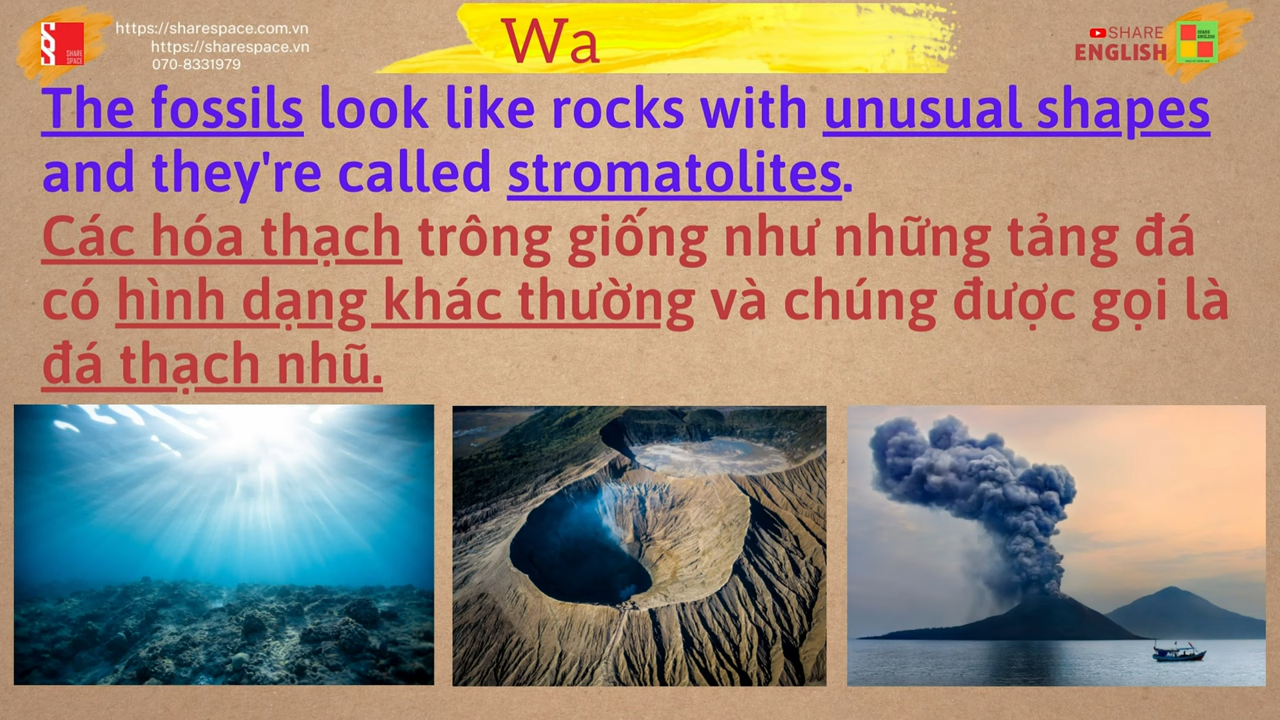 https://sharespace.com.vn
https://sharespace.vn
070-8331979
SHARE
SPACE
Wa
SHARE
ENGLISH
The fossils look like rocks with unusual shapes
and they're called stromatolites.
Các hóa thạch trông giống như những tảng đá
có hình dạng khác thường và chúng được gọi là
đá thạch nhũ.